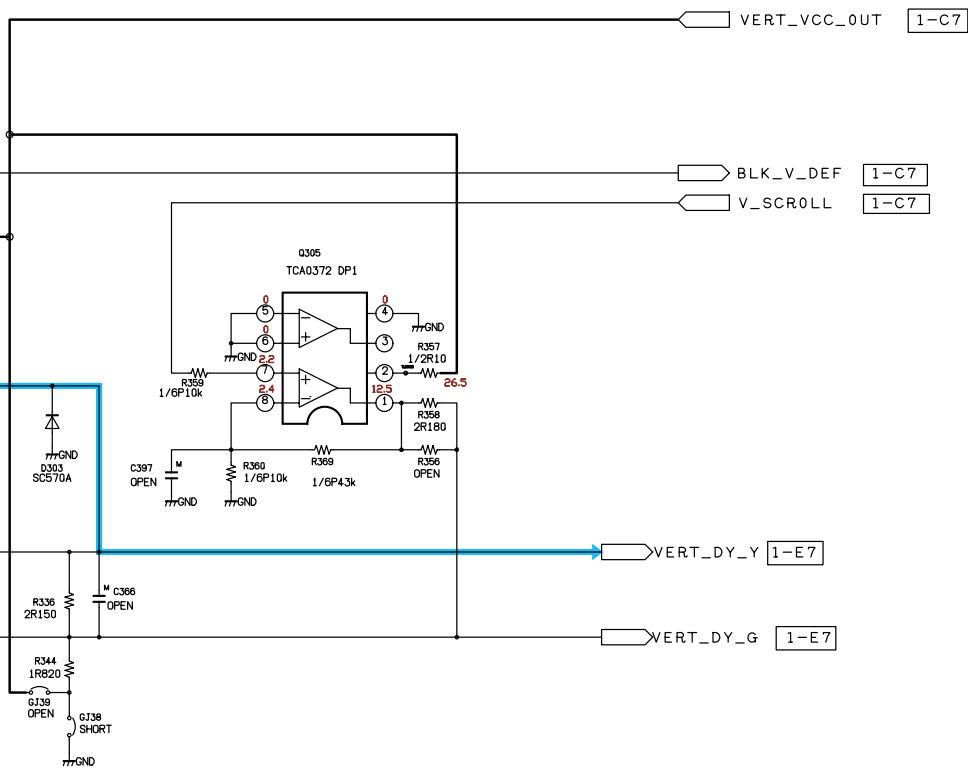 VERT_VCC_OUT 1-C7
BLK_V_DEF 1-C7
V_SCROLL 1-C7
Q305
TCA0372 DP1
0
5
0
4
GND
0
6
3
GND
R357
1/2R10
2.2
7
2
26.5
R359
1/6P10k
2.4
8
12.5
1
R358
2R180
GND
D303
SC570A
C397
OPEN
M
GND
R360
1/6P10k
GND
R369
1/6P43k
R356
OPEN
VERT_DY_Y 1-E7
R336
2R150
M C366
OPEN
VERT_DY_G 1-E7
R344
1R820
GJ39
OPEN
GJ38
SHORT
GND